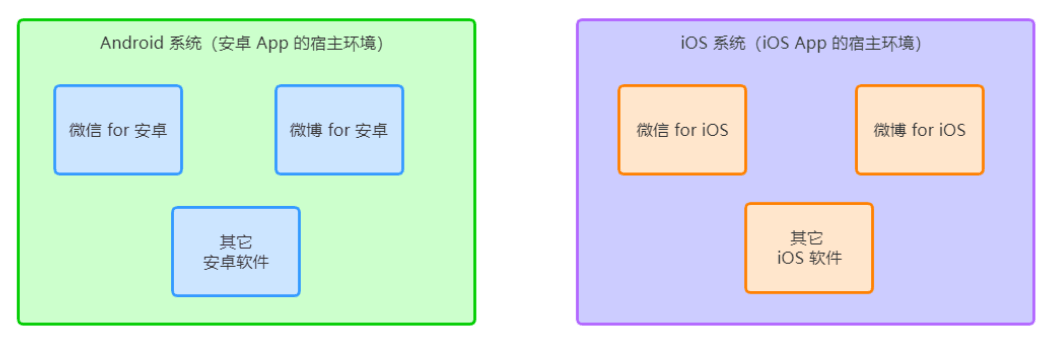 Android 系统（安卓 App 的宿主环境）
微信 for 安卓
微博 for 安卓
其它
安卓软件
iOS 系统（iOS App 的宿主环境）
微信 for iOS
微博 for iOS
其它
iOS 软件